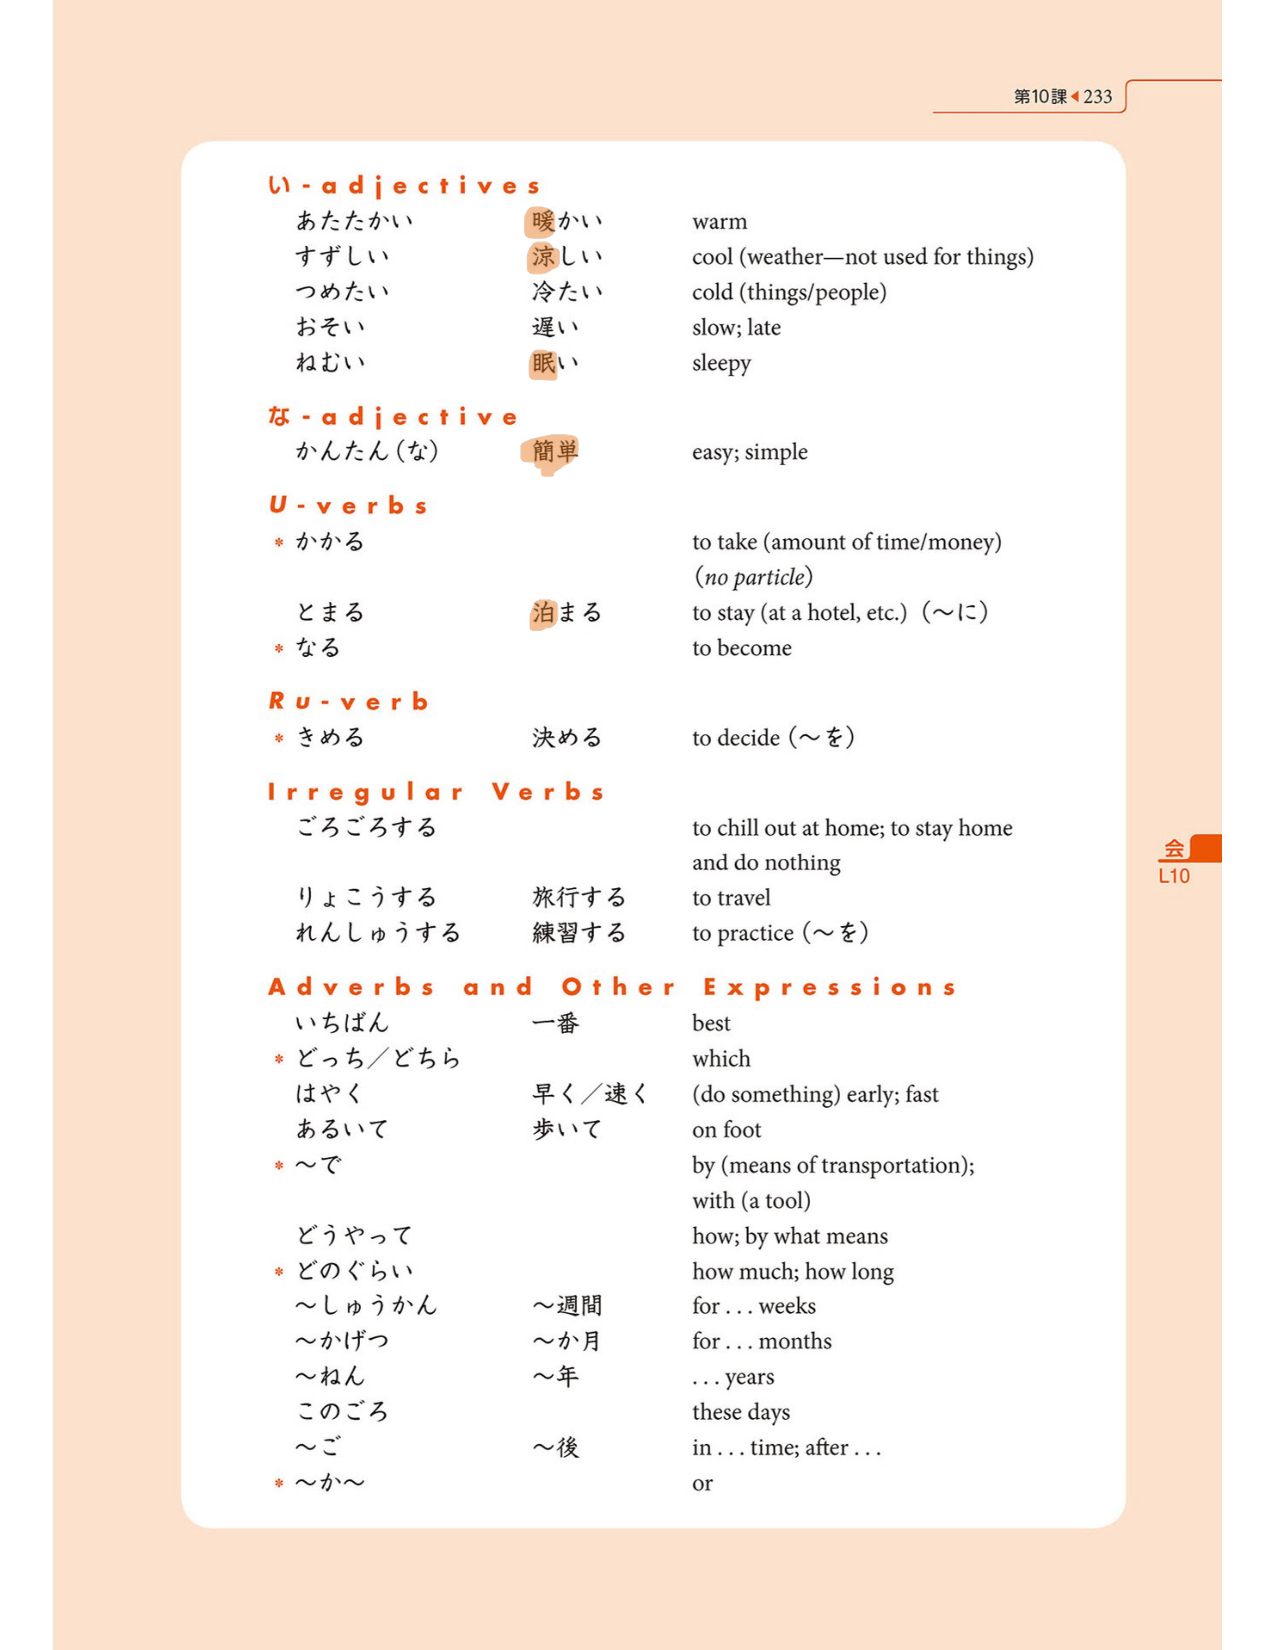 第10課◀233
い-adjectives
あたたかい 暖かい warm
すずしい 涼しい cool (weather—not used for things)
つめたい 冷たい cold (things/people)
おそい 遅い slow; late
ねむい 眠い sleepy
な-adjective
かんたん(な) 簡単 easy; simple
U-verbs
* かかる to take (amount of time/money)
(no particle)
とまる 泊まる to stay (at a hotel, etc.) (〜に)
* なる to become
Ru-verb
* きめる 決める to decide (〜を)
Irregular Verbs
ごろごろする to chill out at home; to stay home
and do nothing
りょこうする 旅行する to travel
れんしゅうする 練習する to practice (〜を)
会
L10
Adverbs and Other Expressions
いちばん 一番 best
* どっち／どちら which
はやく 早く／速く (do something) early; fast
あるいて 歩いて on foot
* 〜で by (means of transportation);
with (a tool)
どうやって how; by what means
* どのぐらい how much; how long
〜しゅうかん 〜週間 for . . . weeks
〜かげつ 〜か月 for . . . months
〜ねん 〜年 . . . years
このごろ these days
〜ご 〜後 in . . . time; after . . .
* 〜か〜 or